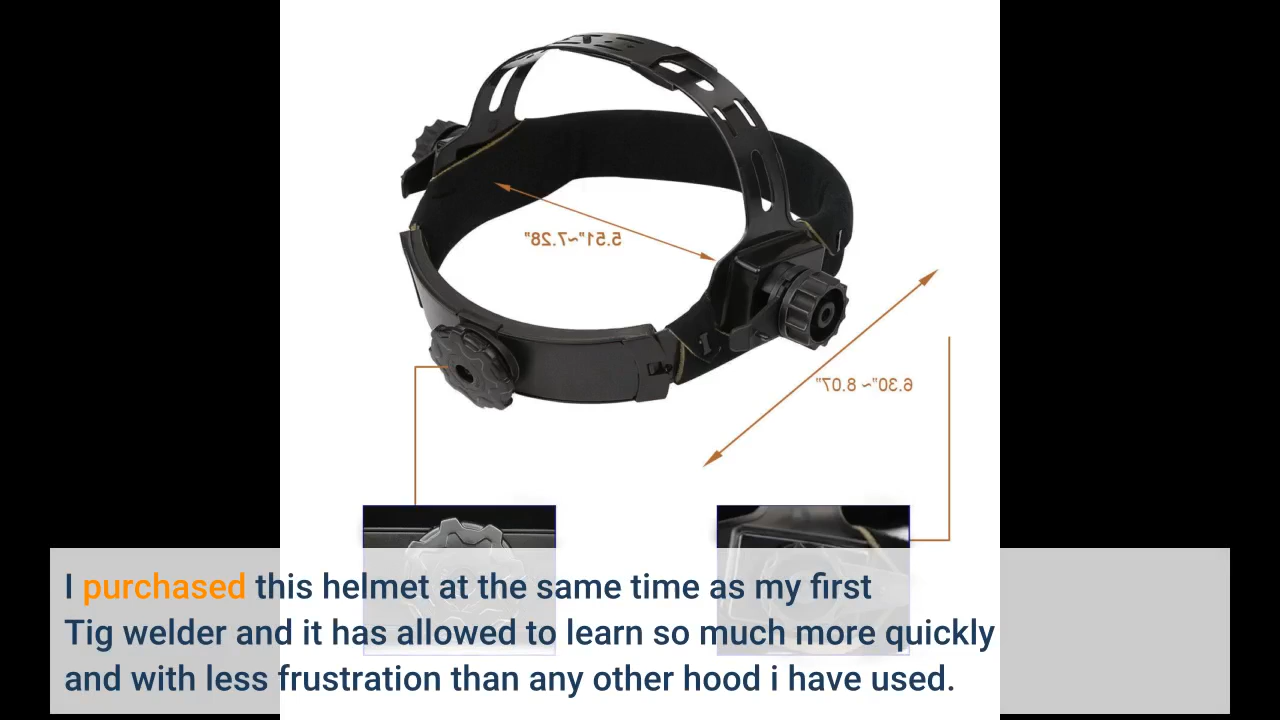 5.51"~7.28"
6.30"~ 8.07"
I purchased this helmet at the same time as my first
Tig welder and it has allowed to learn so much more quickly
and with less frustration than any other hood i have used.